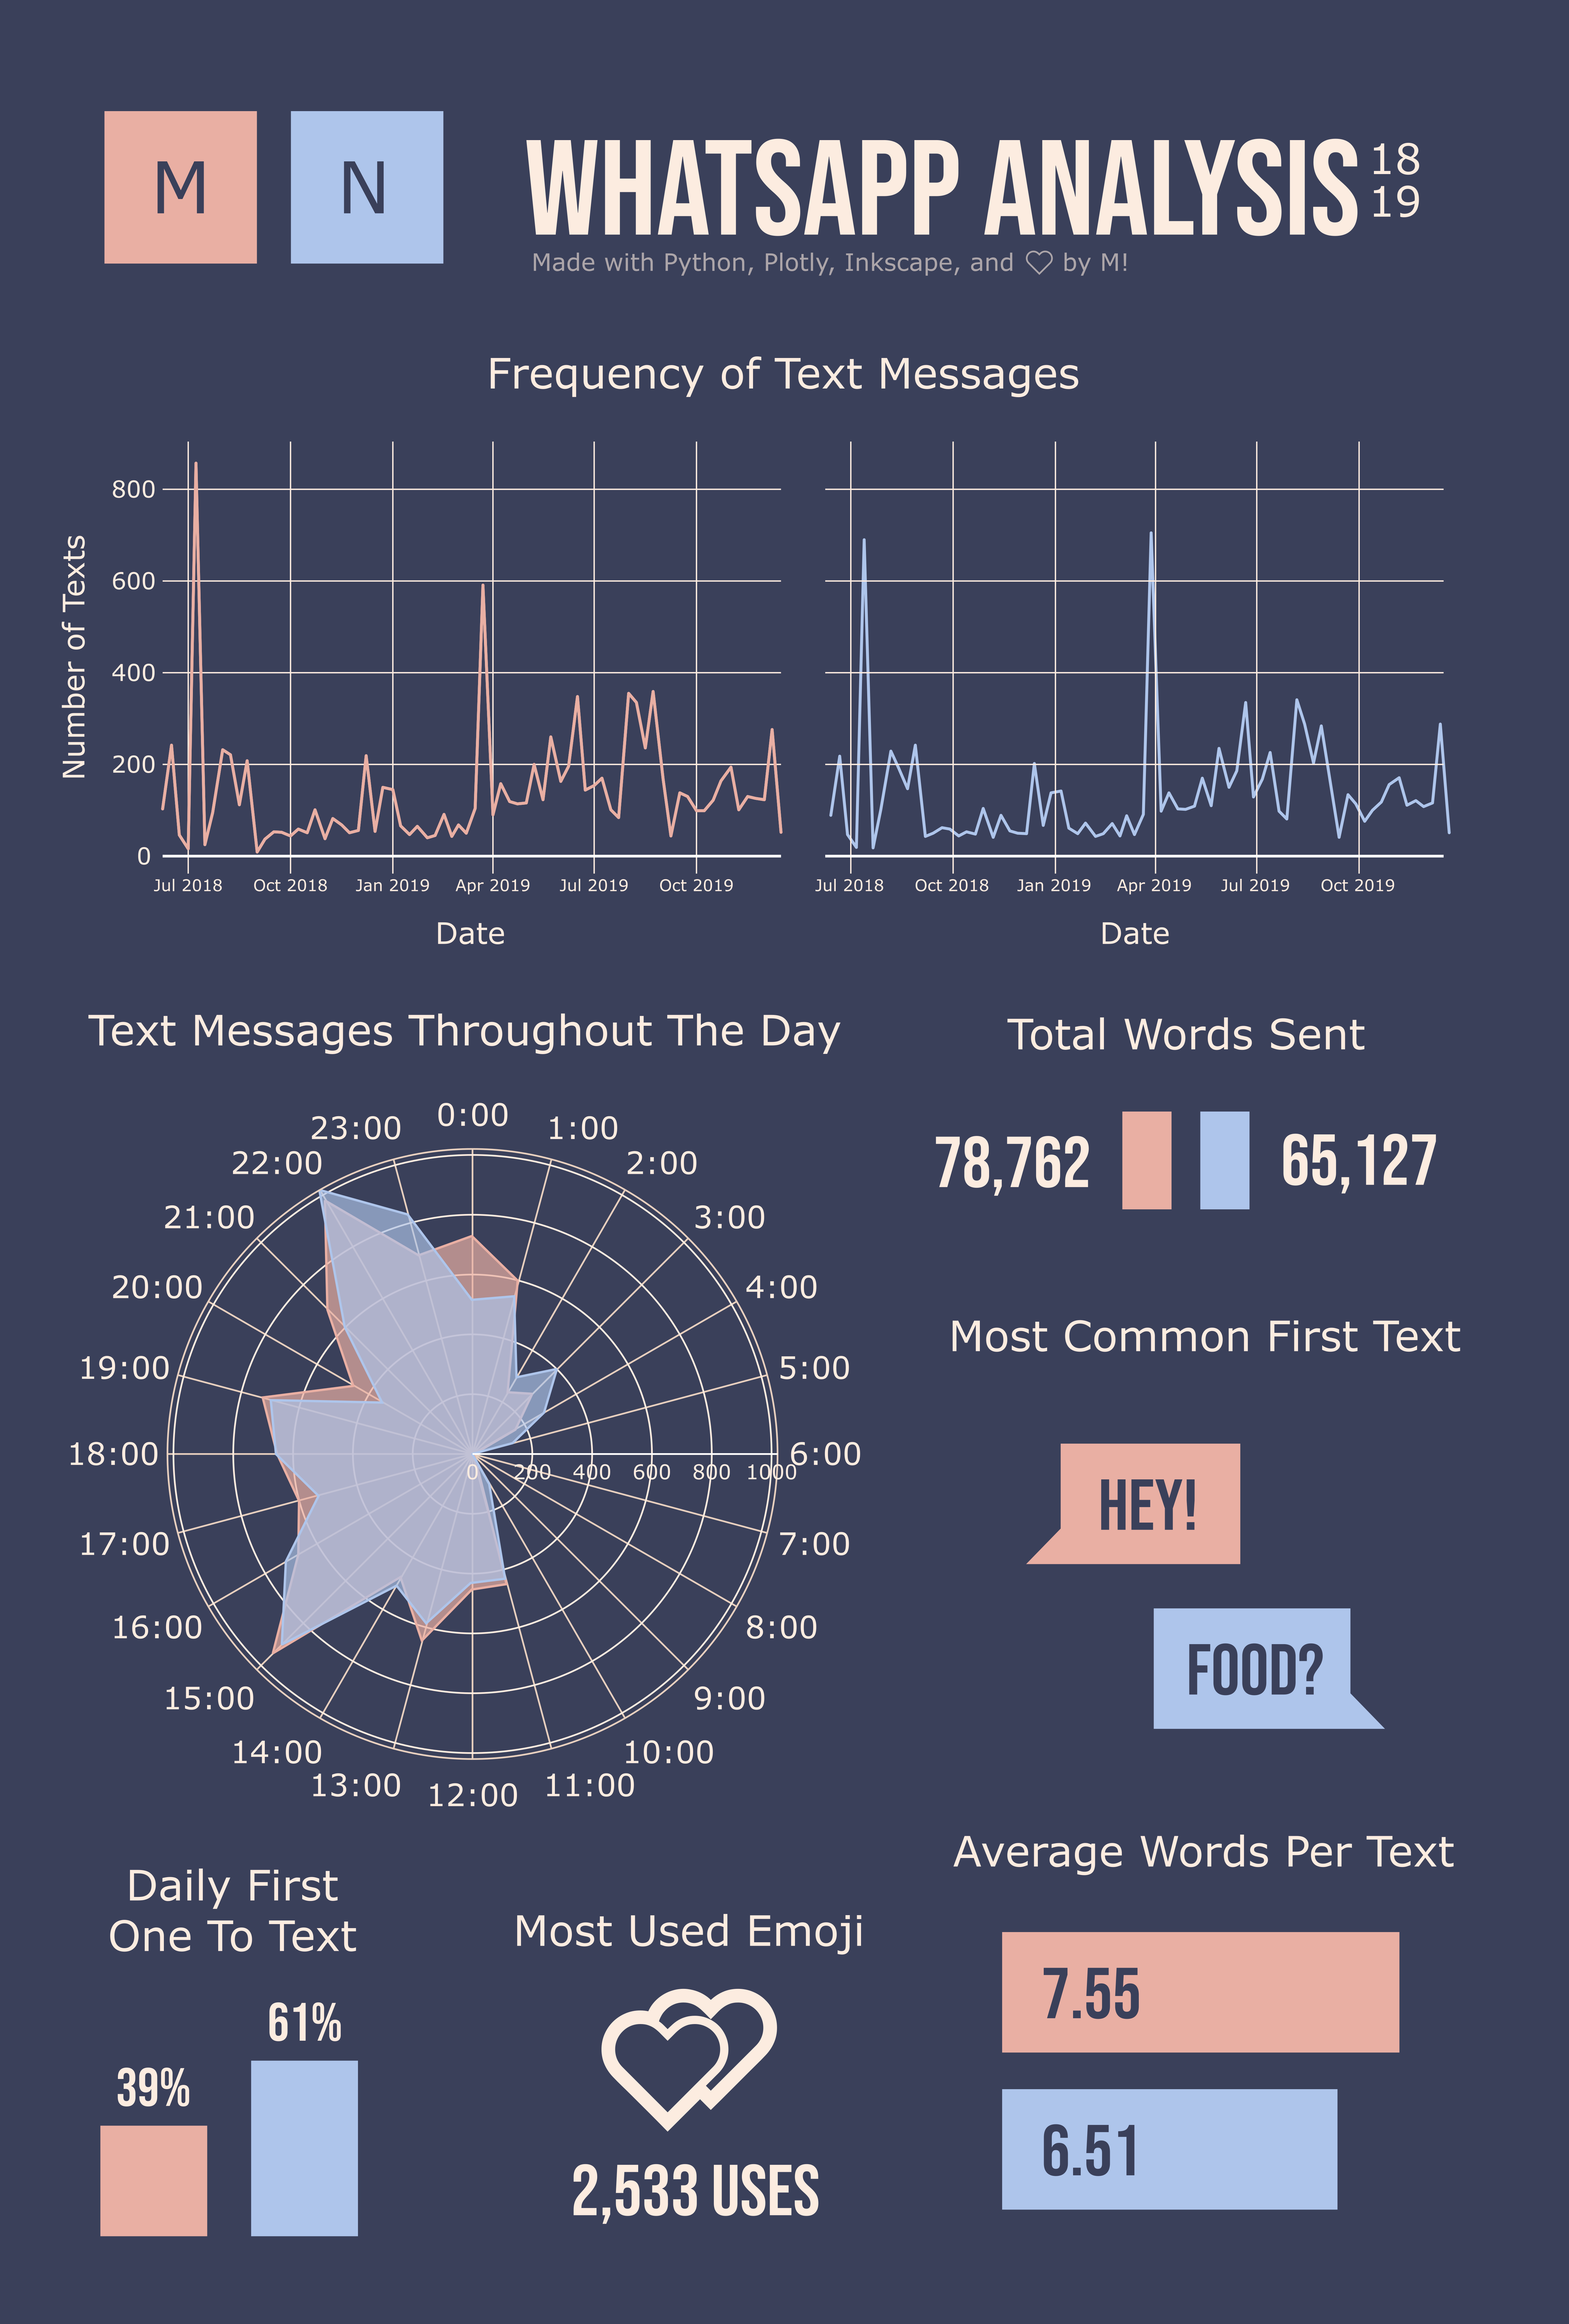 M
N
WHATSAPP ANALYSIS
18
19
Made with Python, Plotly, Inkscape, and ♡ by M!
Frequency of Text Messages
Number of Texts
800
600
400
200
0
Jul 2018 Oct 2018 Jan 2019 Apr 2019 Jul 2019 Oct 2019
Date
Jul 2018 Oct 2018 Jan 2019 Apr 2019 Jul 2019 Oct 2019
Date
Text Messages Throughout The Day
0:00
1:00
2:00
3:00
4:00
5:00
6:00
7:00
8:00
9:00
10:00
11:00
12:00
13:00
14:00
15:00
16:00
17:00
18:00
19:00
20:00
21:00
22:00
23:00
0 200 400 600 800 1000
Total Words Sent
78,762
65,127
Most Common First Text
HEY!
FOOD?
Daily First
One To Text
39%
61%
Most Used Emoji
2,533 USES
Average Words Per Text
7.55
6.51